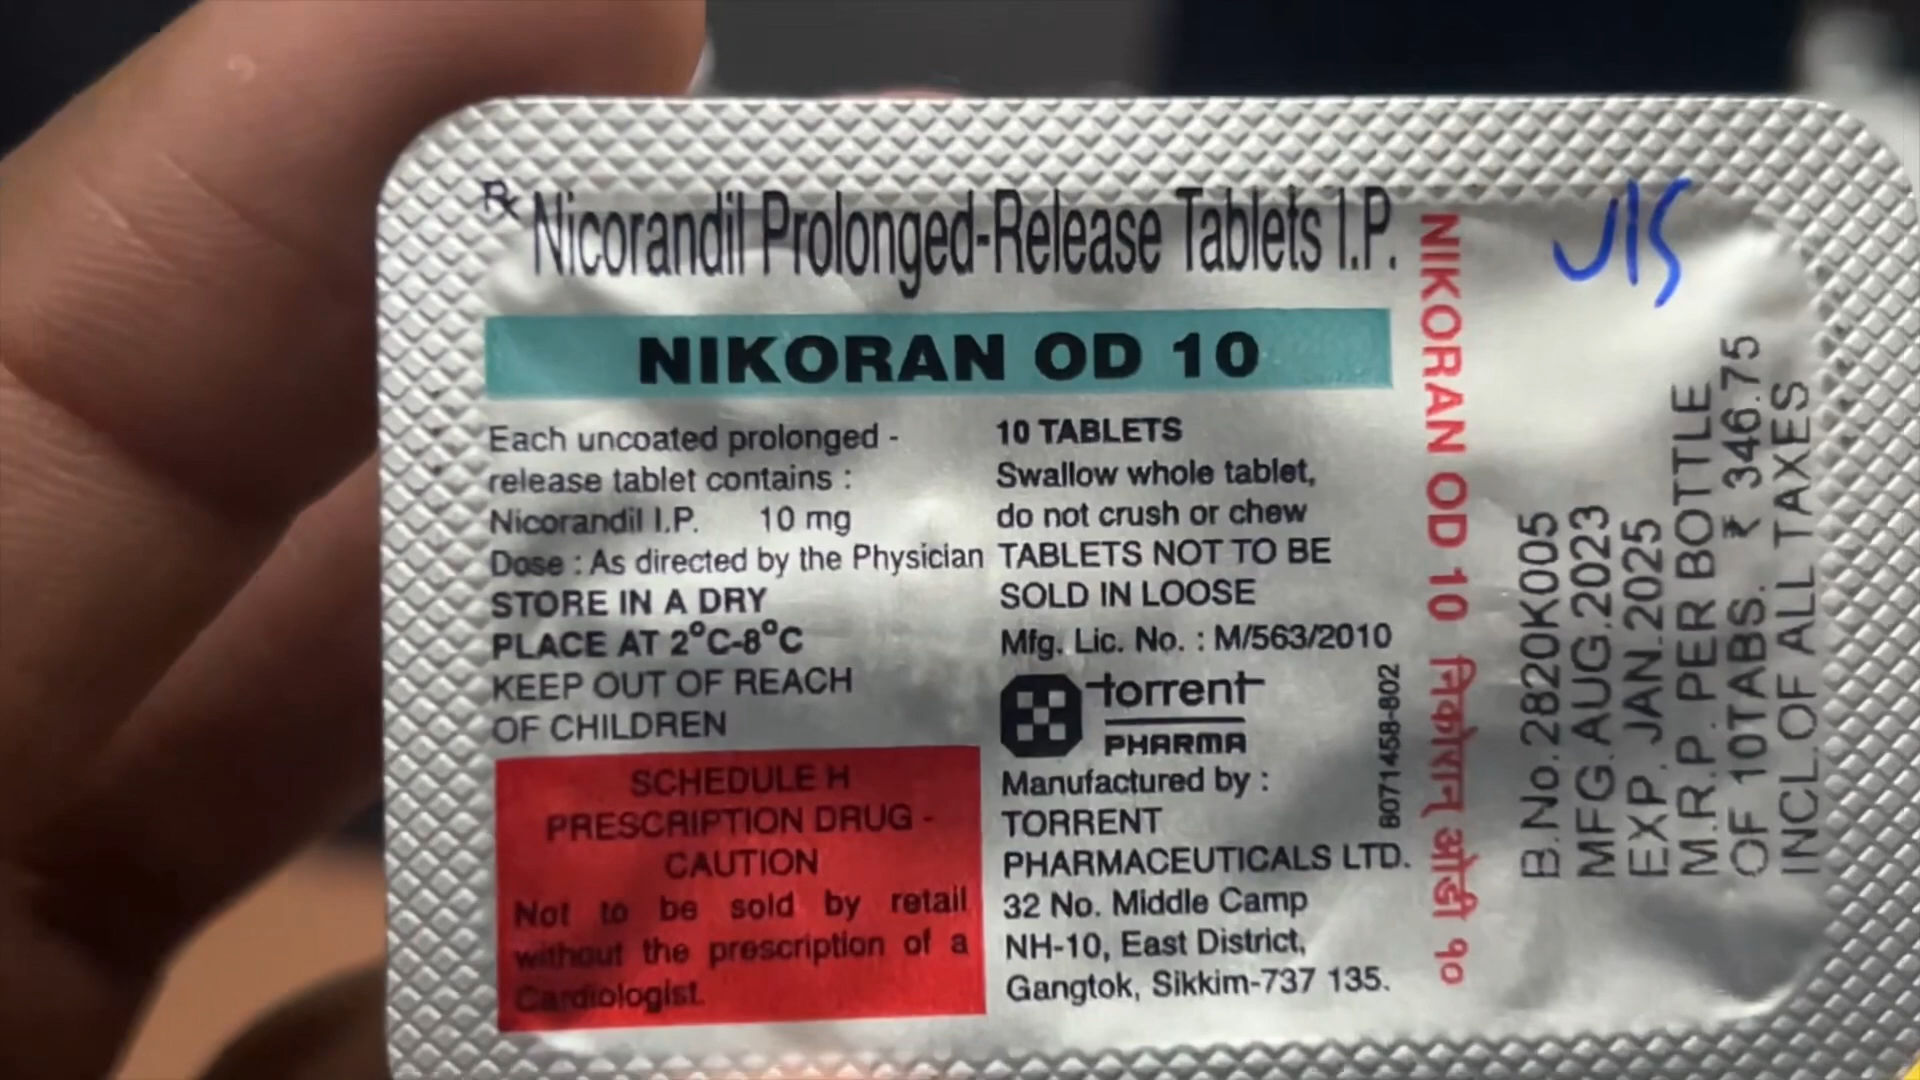 Rx Nicorandil Prolonged-Release Tablets I.P.
NIKORAN OD 10
Each uncoated prolonged -
release tablet contains :
Nicorandil I.P. 10 mg
Dose : As directed by the Physician
STORE IN A DRY
PLACE AT 2°C-8°C
KEEP OUT OF REACH
OF CHILDREN
SCHEDULE H
PRESCRIPTION DRUG -
CAUTION
Not to be sold by retail
without the prescription of a
Cardiologist.
10 TABLETS
Swallow whole tablet,
do not crush or chew
TABLETS NOT TO BE
SOLD IN LOOSE
Mfg. Lic. No. : M/563/2010
torrent
PHARMA
Manufactured by :
TORRENT
PHARMACEUTICALS LTD.
32 No. Middle Camp
NH-10, East District,
Gangtok, Sikkim-737 135.
8071458-802
NIKORAN OD 10 निकोरान् ओडी १०
B.No.2820K005
MFG.AUG.2023
EXP. JAN.2025
M.R.P. PER BOTTLE
OF 10TABS. ₹ 346.75
INCL.OF ALL TAXES